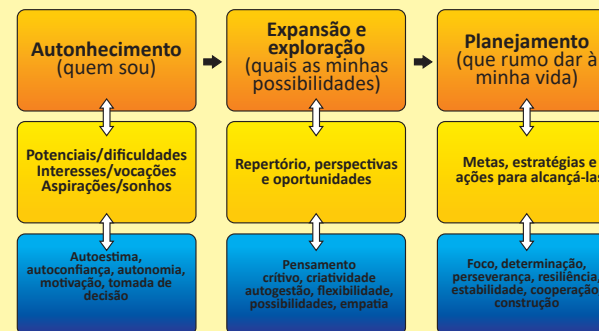 Autonhecimento
(quem sou)
Expansão e
exploração
(quais as minhas
possibilidades)
Planejamento
(que rumo dar à
minha vida)
Potenciais/dificuldades
Interesses/vocações
Aspirações/sonhos
Repertório, perspectivas
e oportunidades
Metas, estratégias e
ações para alcançá-las
Autoestima,
autoconfiança, autonomia,
motivação, tomada de
decisão
Pensamento
crítivo, criatividade
autogestão, flexibilidade,
possibilidades, empatia
Foco, determinação,
perseverança, resiliência,
estabilidade, cooperação
construção